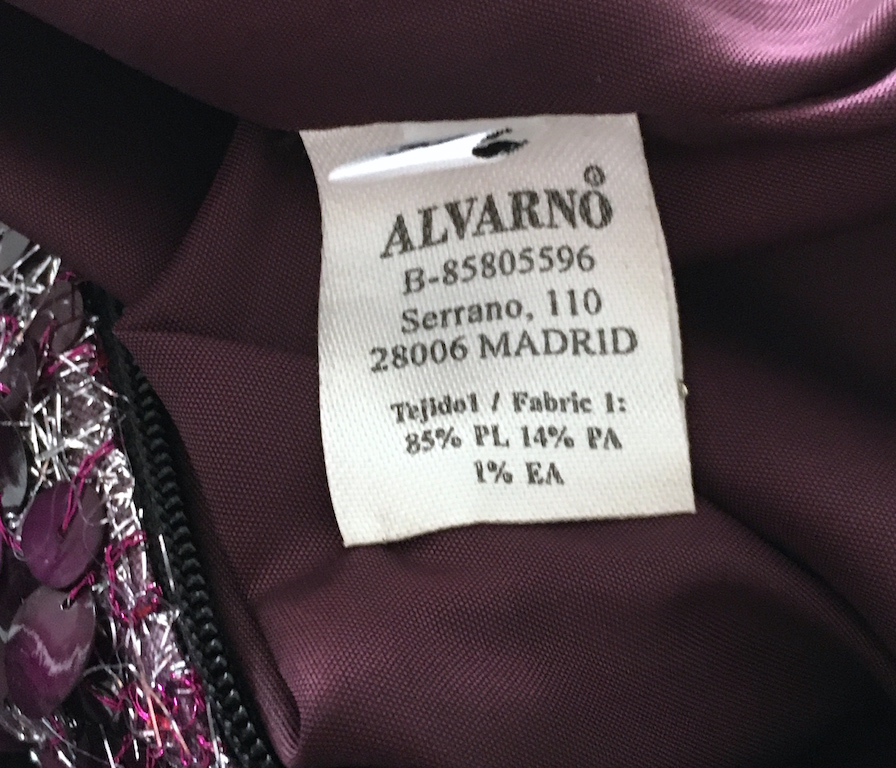 ALVARNO®
B-85805596
Serrano, 110
28006 MADRID
Tejido1 / Fabric 1:
85% PL 14% PA
1% EA